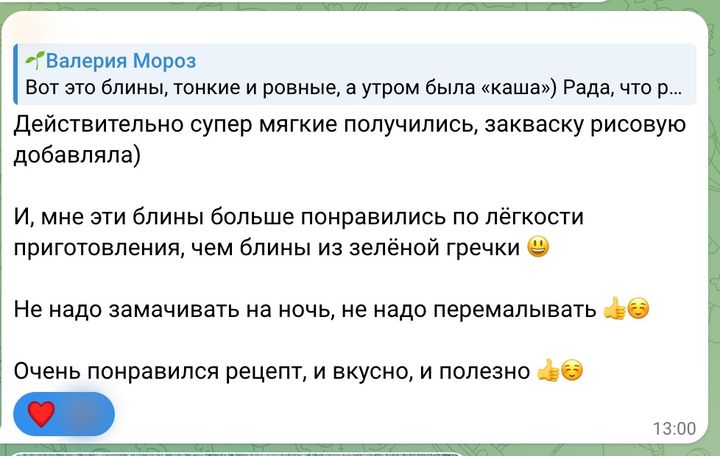 🌱Валерия Мороз
Вот это блины, тонкие и ровные, а утром была «каша») Рада, что р...
Действительно супер мягкие получились, закваску рисовую
добавляла)
И, мне эти блины больше понравились по лёгкости
приготовления, чем блины из зелёной гречки 😃
Не надо замачивать на ночь, не надо перемалывать 👍☺️
Очень понравился рецепт, и вкусно, и полезно 👍☺️
❤️
13:00